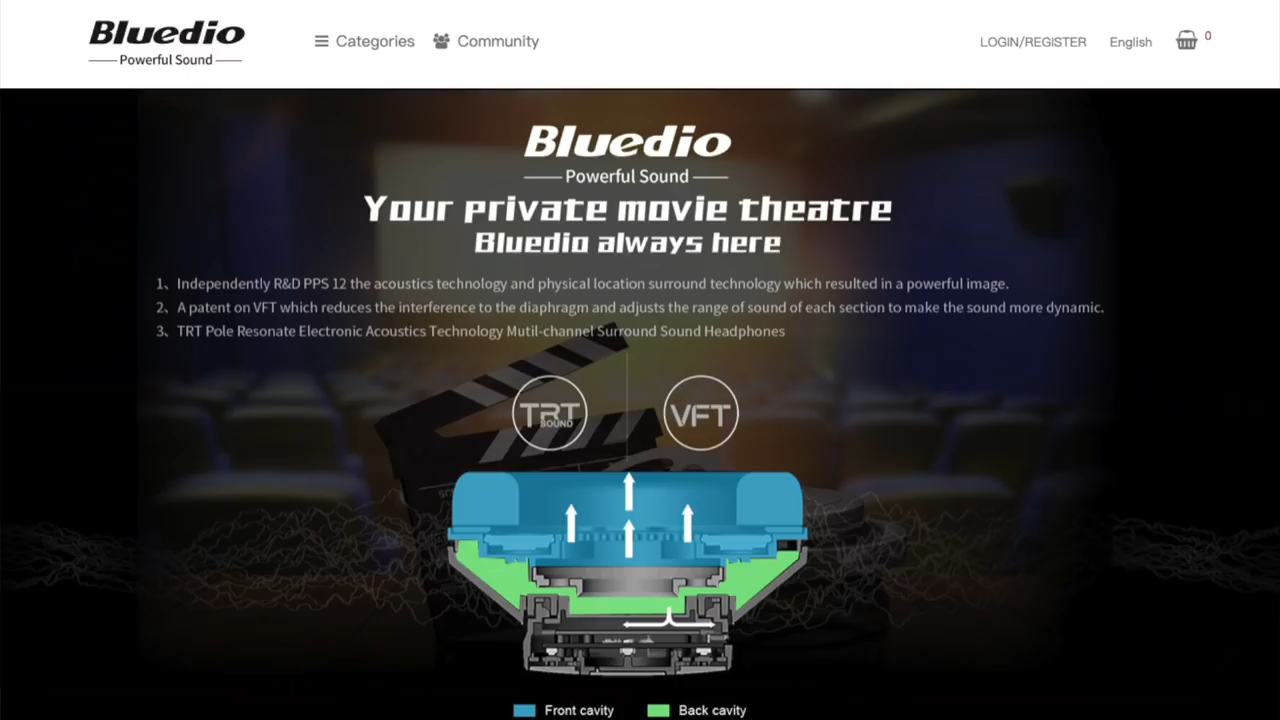 Bluedio
Powerful Sound
Categories
Community
LOGIN/REGISTER
English
0
Bluedio
Powerful Sound
Your private movie theatre
Bluedio always here
1、Independently R&D PPS 12 the acoustics technology and physical location surround technology which resulted in a powerful image.
2、A patent on VFT which reduces the interference to the diaphragm and adjusts the range of sound of each section to make the sound more dynamic.
3、TRT Pole Resonate Electronic Acoustics Technology Mutil-channel Surround Sound Headphones
TRT SOUND
VFT
Front cavity
Back cavity